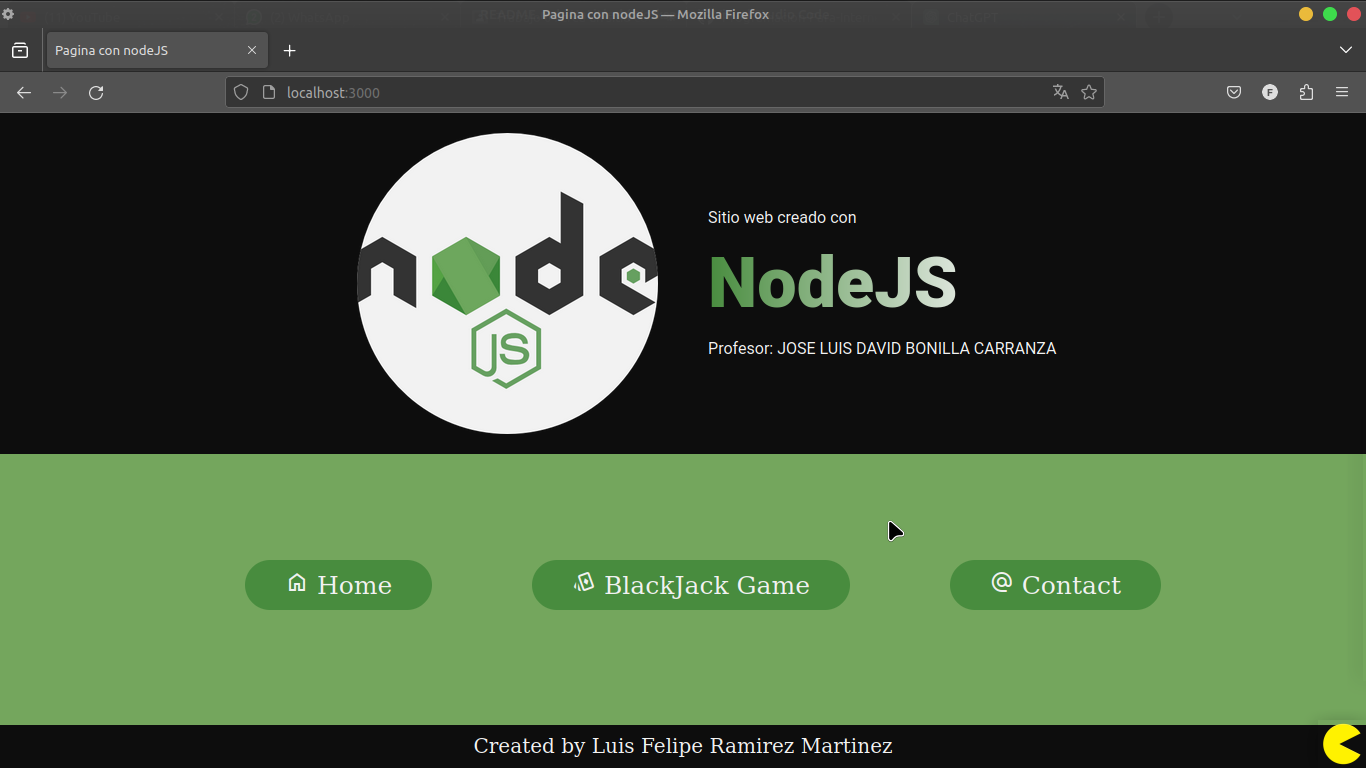 Pagina con nodeJS — Mozilla Firefox
Pagina con nodeJS
localhost:3000
F
node
JS
Sitio web creado con
NodeJS
Profesor: JOSE LUIS DAVID BONILLA CARRANZA
Home
BlackJack Game
Contact
Created by Luis Felipe Ramirez Martinez